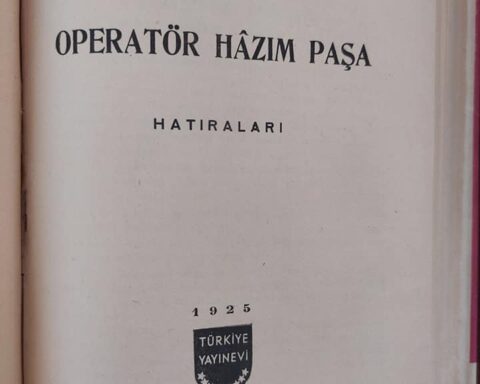 OPERATÖR HÂZIM PAŞA
HATIRALARI
1925
TÜRKİYE
YAYINEVİ